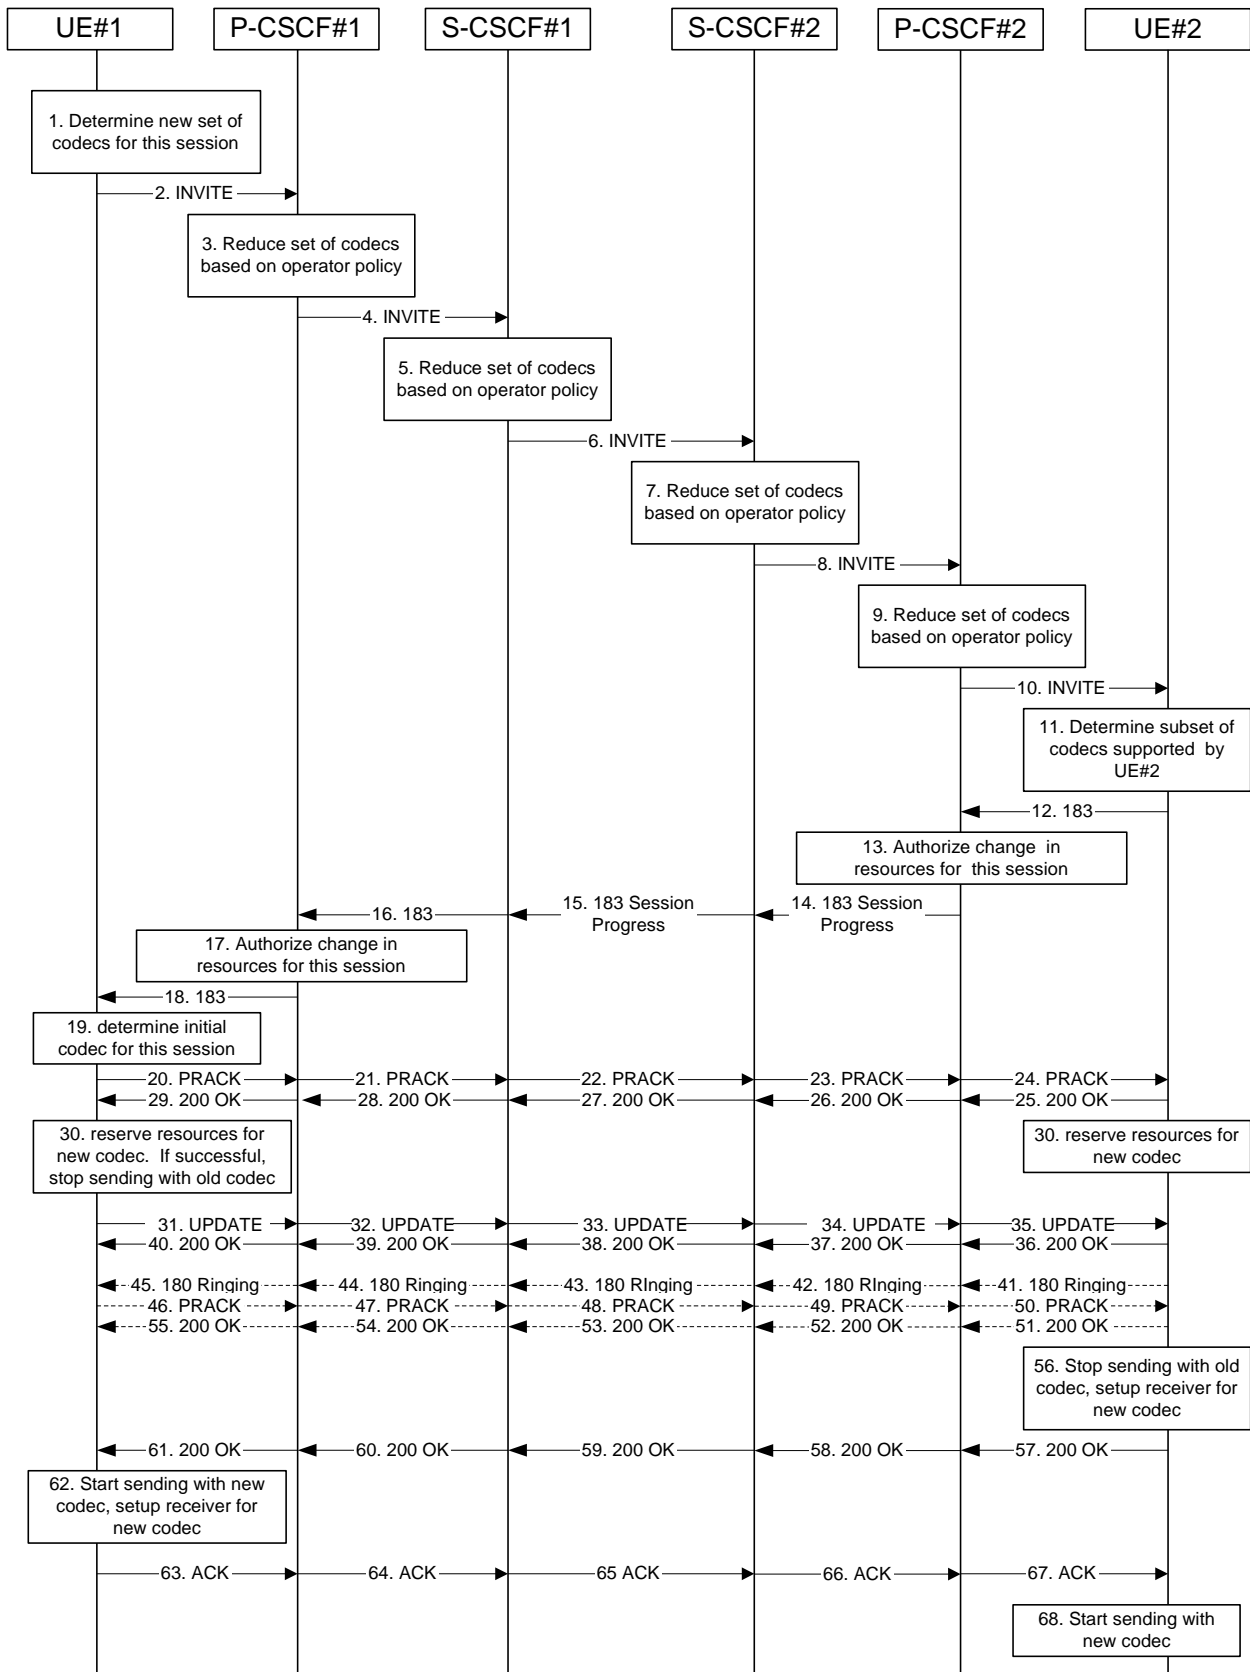 UE#1 P-CSCF#1 S-CSCF#1 S-CSCF#2 P-CSCF#2 UE#2
1. Determine new set of
codecs for this session
2. INVITE
3. Reduce set of codecs
based on operator policy
4. INVITE
5. Reduce set of codecs
based on operator policy
6. INVITE
7. Reduce set of codecs
based on operator policy
8. INVITE
9. Reduce set of codecs
based on operator policy
10. INVITE
11. Determine subset of
codecs supported by
UE#2
12. 183
13. Authorize change in
resources for this session
14. 183 Session
Progress
15. 183 Session
Progress
16. 183
17. Authorize change in
resources for this session
18. 183
19. determine initial
codec for this session
20. PRACK 21. PRACK 22. PRACK 23. PRACK 24. PRACK
29. 200 OK 28. 200 OK 27. 200 OK 26. 200 OK 25. 200 OK
30. reserve resources for
new codec. If successful,
stop sending with old codec
30. reserve resources for
new codec
31. UPDATE 32. UPDATE 33. UPDATE 34. UPDATE 35. UPDATE
40. 200 OK 39. 200 OK 38. 200 OK 37. 200 OK 36. 200 OK
45. 180 Ringing 44. 180 Ringing 43. 180 RInging 42. 180 RInging 41. 180 Ringing
46. PRACK 47. PRACK 48. PRACK 49. PRACK 50. PRACK
55. 200 OK 54. 200 OK 53. 200 OK 52. 200 OK 51. 200 OK
56. Stop sending with old
codec, setup receiver for
new codec
61. 200 OK 60. 200 OK 59. 200 OK 58. 200 OK 57. 200 OK
62. Start sending with new
codec, setup receiver for
new codec
63. ACK 64. ACK 65 ACK 66. ACK 67. ACK
68. Start sending with
new codec